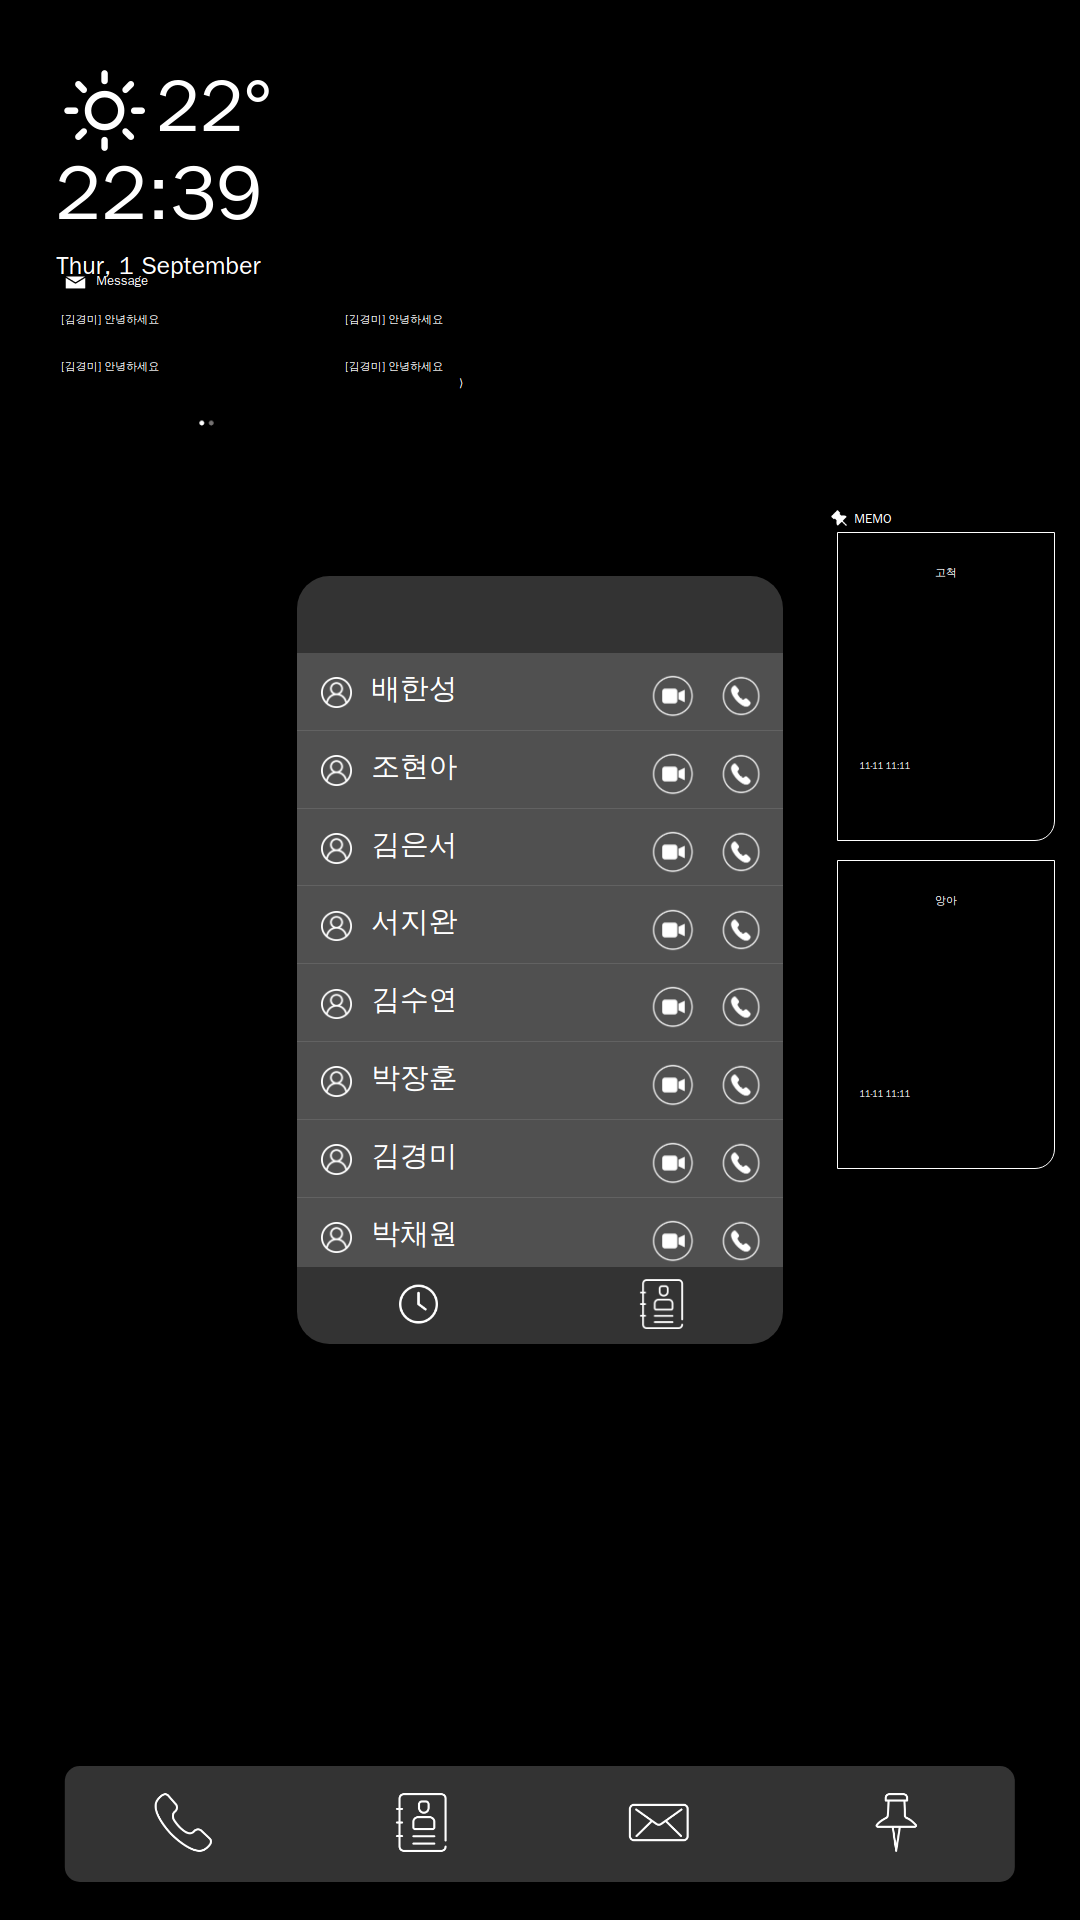 22°
22:39
Thur, 1 September
Message
[김경미] 안녕하세요 [김경미] 안녕하세요
[김경미] 안녕하세요 [김경미] 안녕하세요
)
MEMO
고척
11-11 11:11
앙아
11-11 11:11
배한성
조현아
김은서
서지완
김수연
박장훈
김경미
박채원